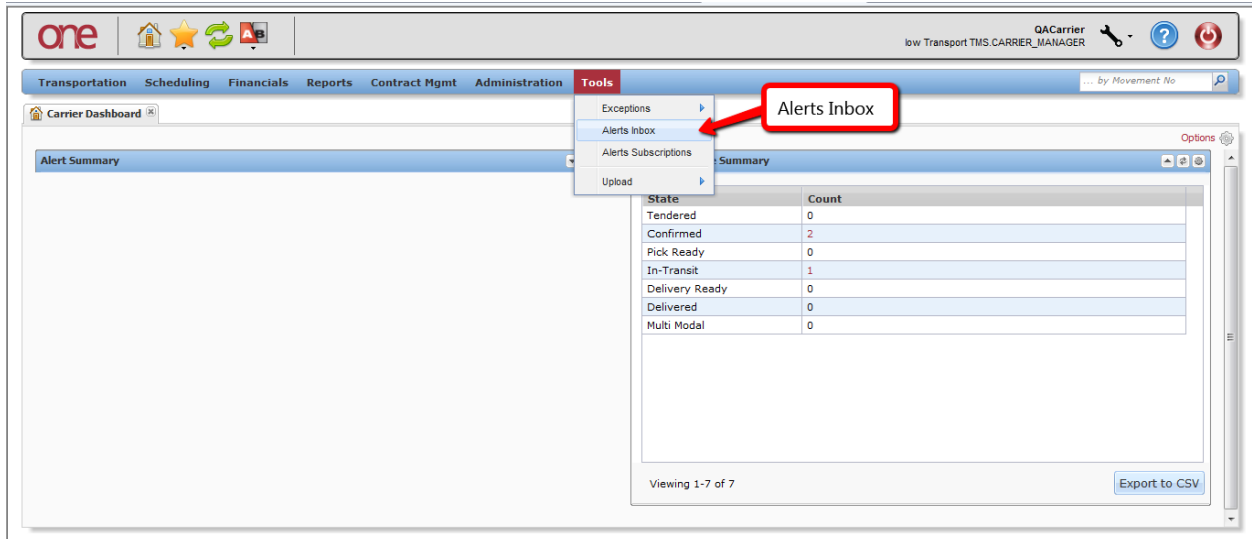 one
AB
QACarrier
low Transport TMS.CARRIER_MANAGER
?
Transportation Scheduling Financials Reports Contract Mgmt Administration Tools
... by Movement No
Carrier Dashboard
Exceptions
Alerts Inbox
Alerts Subscriptions
Upload
Alerts Inbox
Options
Alert Summary
Summary
State Count
Tendered 0
Confirmed 2
Pick Ready 0
In-Transit 1
Delivery Ready 0
Delivered 0
Multi Modal 0
Viewing 1-7 of 7
Export to CSV